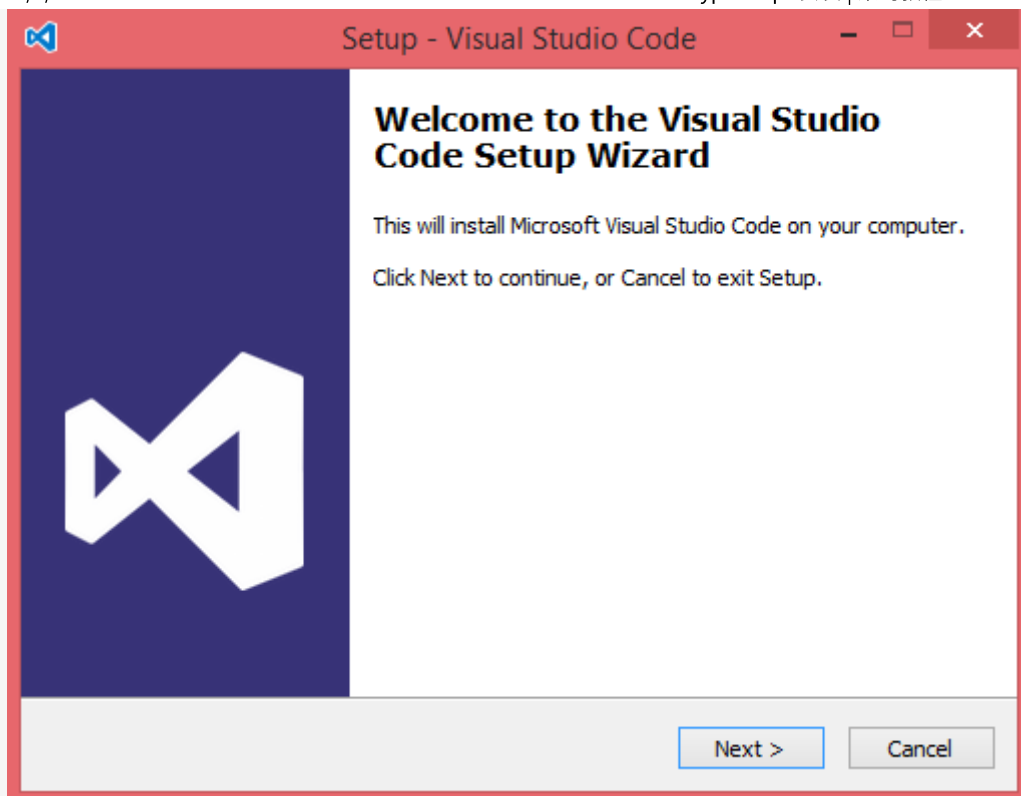 Setup - Visual Studio Code
Welcome to the Visual Studio
Code Setup Wizard
This will install Microsoft Visual Studio Code on your computer.
Click Next to continue, or Cancel to exit Setup.
Next >
Cancel